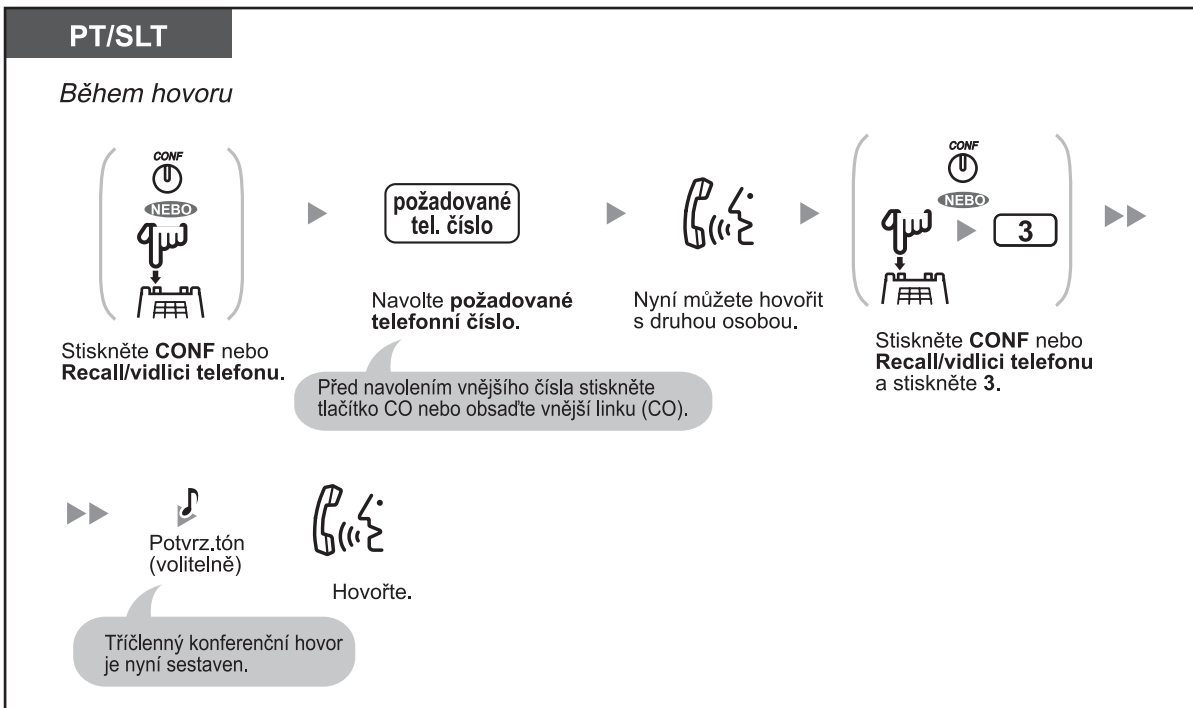 PT/SLT
Během hovoru
CONF
NEBO
Stiskněte CONF nebo
Recall/vidlici telefonu.
požadované
tel. číslo
Navolte požadované
telefonní číslo.
Před navolením vnějšího čísla stiskněte
tlačítko CO nebo obsaďte vnější linku (CO).
Nyní můžete hovořit
s druhou osobou.
CONF
NEBO
3
Stiskněte CONF nebo
Recall/vidlici telefonu
a stiskněte 3.
Potvrz.tón
(volitelně)
Tříčlenný konferenční hovor
je nyní sestaven.
Hovořte.